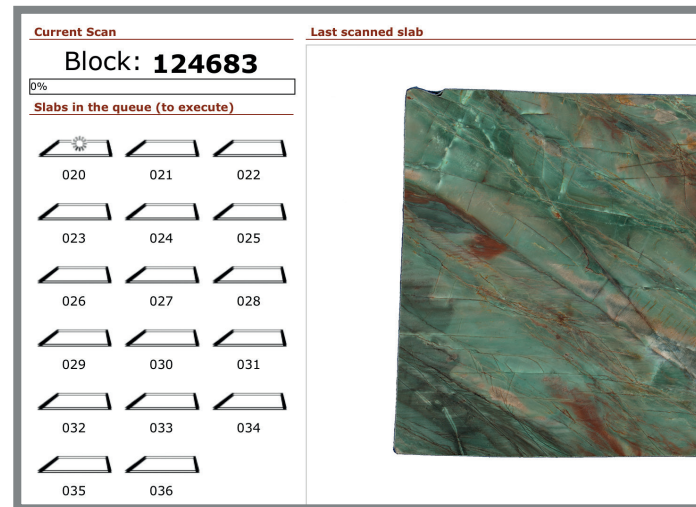 Current Scan
Block: 124683
0%
Slabs in the queue (to execute)
020 021 022
023 024 025
026 027 028
029 030 031
032 033 034
035 036
Last scanned slab